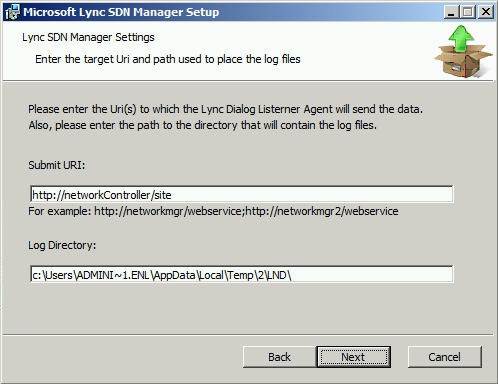 Microsoft Lync SDN Manager Setup
Lync SDN Manager Settings
Enter the target Uri and path used to place the log files
Please enter the Uri(s) to which the Lync Dialog Listerner Agent will send the data.
Also, please enter the path to the directory that will contain the log files.
Submit URI:
http://networkController/site
For example: http://networkmgr/webservice;http://networkmgr2/webservice
Log Directory:
c:\Users\ADMINI~1.ENL\AppData\Local\Temp\2\LND\
Back Next Cancel